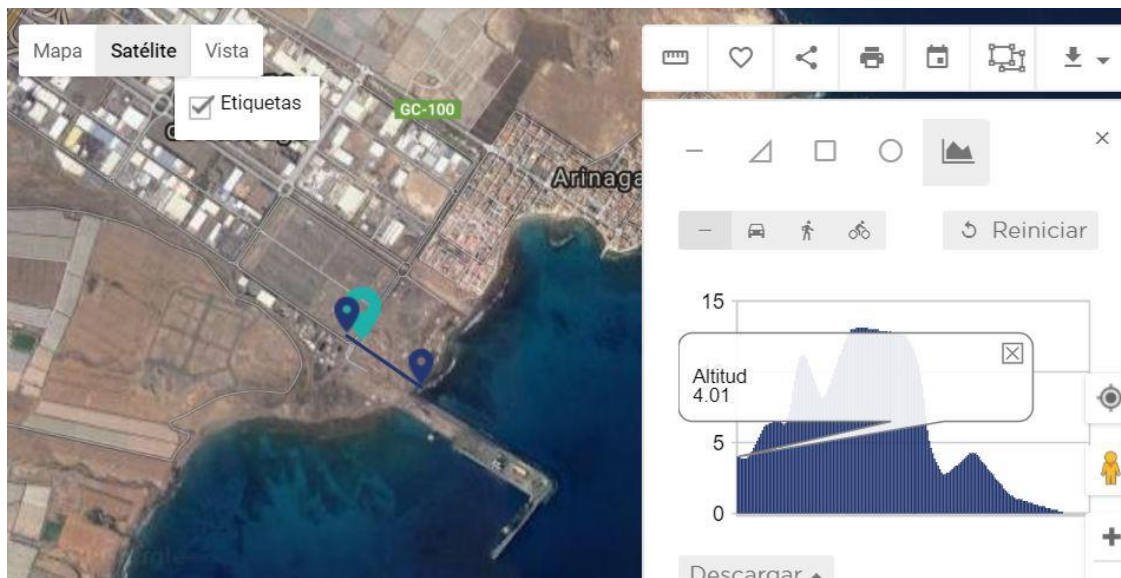 Mapa Satélite Vista
Etiquetas
GC-100
Arinaga
Reiniciar
15
Altitud
4.01
5
0
Descargar